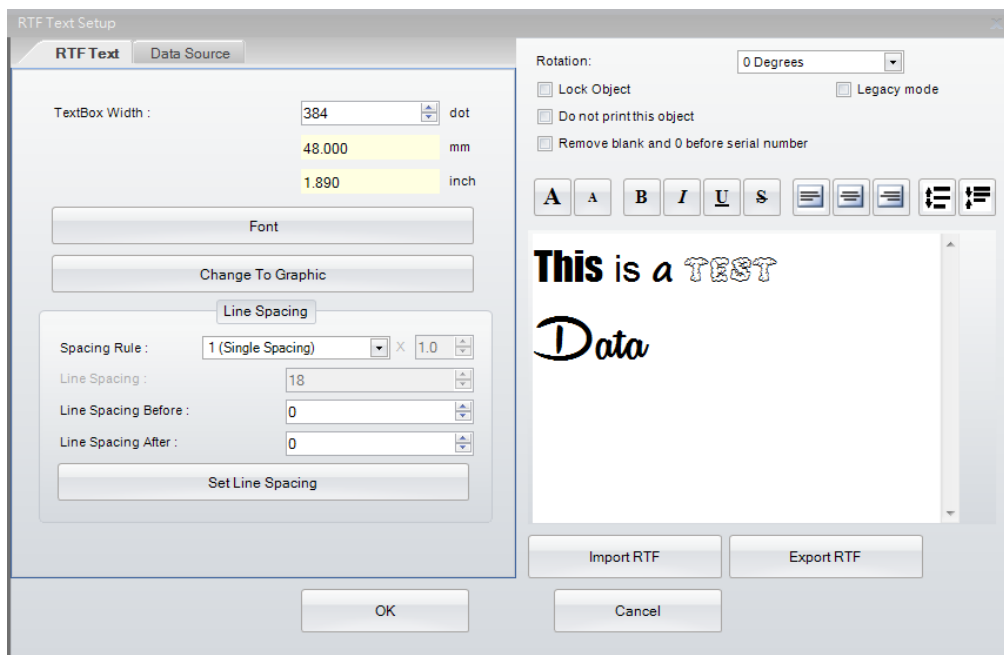 RTF Text Setup
RTF Text Data Source
TextBox Width : 384 dot
48.000 mm
1.890 inch
Font
Change To Graphic
Line Spacing
Spacing Rule : 1 (Single Spacing) X 1.0
Line Spacing : 18
Line Spacing Before : 0
Line Spacing After : 0
Set Line Spacing
Rotation: 0 Degrees
Lock Object Legacy mode
Do not print this object
Remove blank and 0 before serial number
A A B I U S
This is a TEST
Data
Import RTF Export RTF
OK Cancel